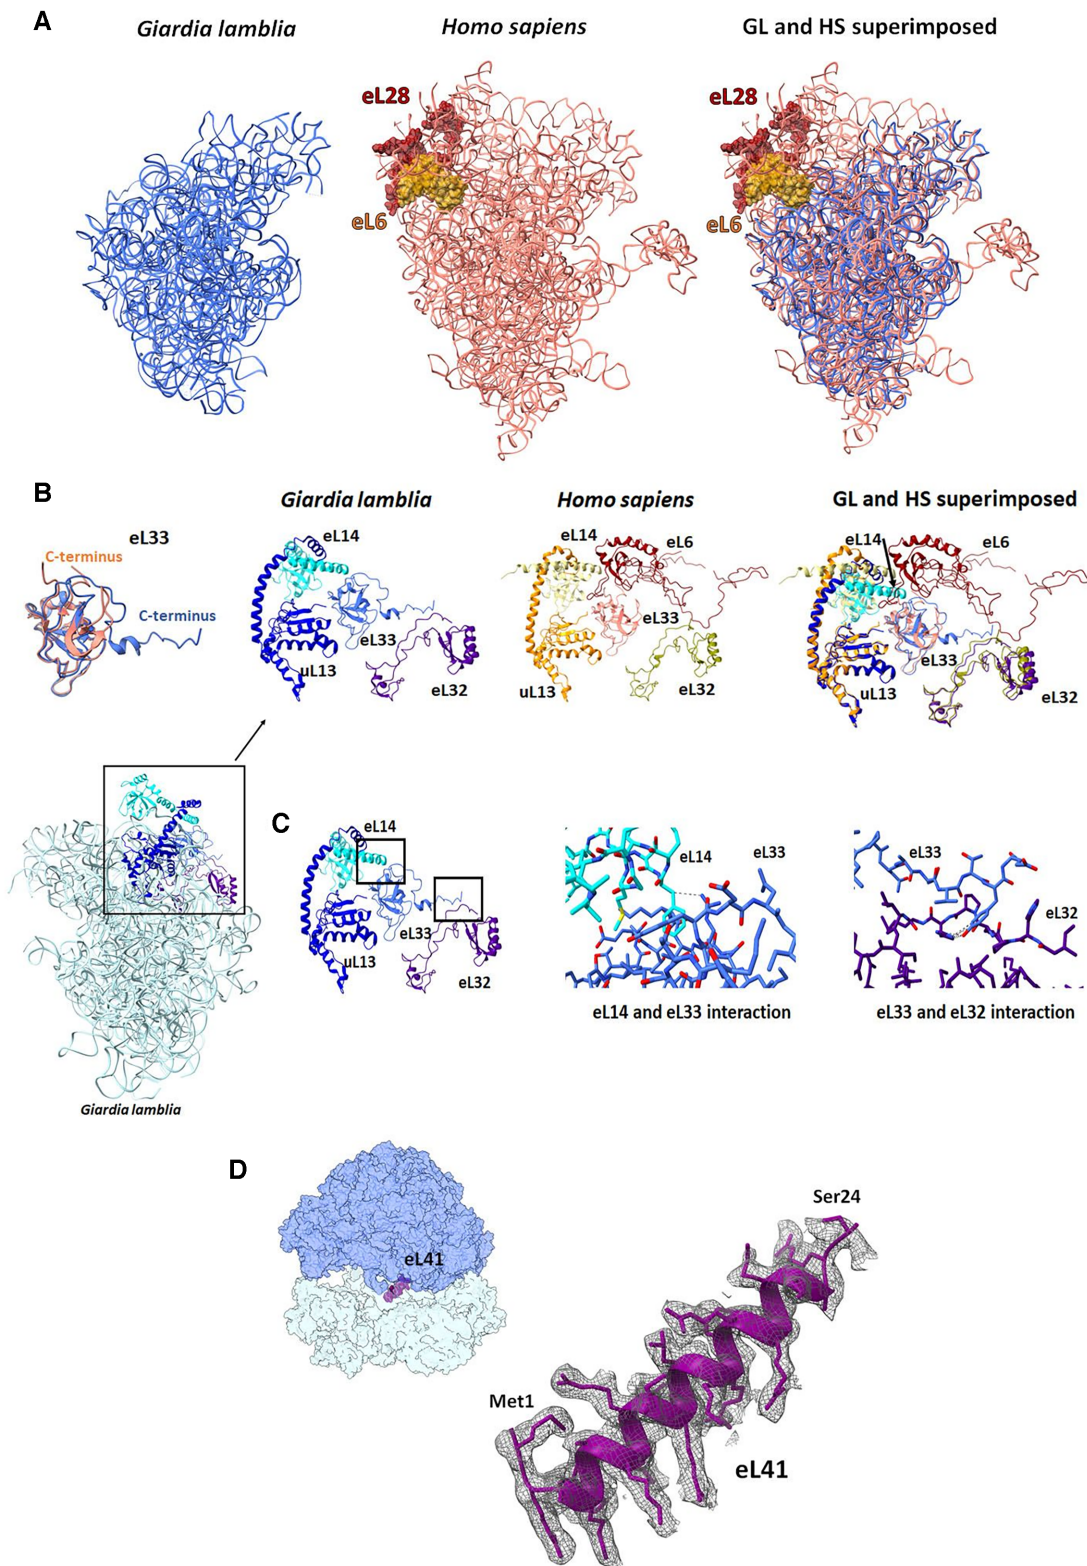 A
Giardia lamblia
Homo sapiens
GL and HS superimposed
eL28
eL6
eL28
eL6
B
eL33
C-terminus
C-terminus
Giardia lamblia
eL14
eL33
uL13
eL32
Homo sapiens
eL14
eL6
eL33
uL13
eL32
GL and HS superimposed
eL14
eL6
eL33
uL13
eL32
Giardia lamblia
C
eL14
eL33
uL13
eL32
eL14
eL33
eL14 and eL33 interaction
eL33
eL32
eL33 and eL32 interaction
D
eL41
Ser24
Met1
eL41